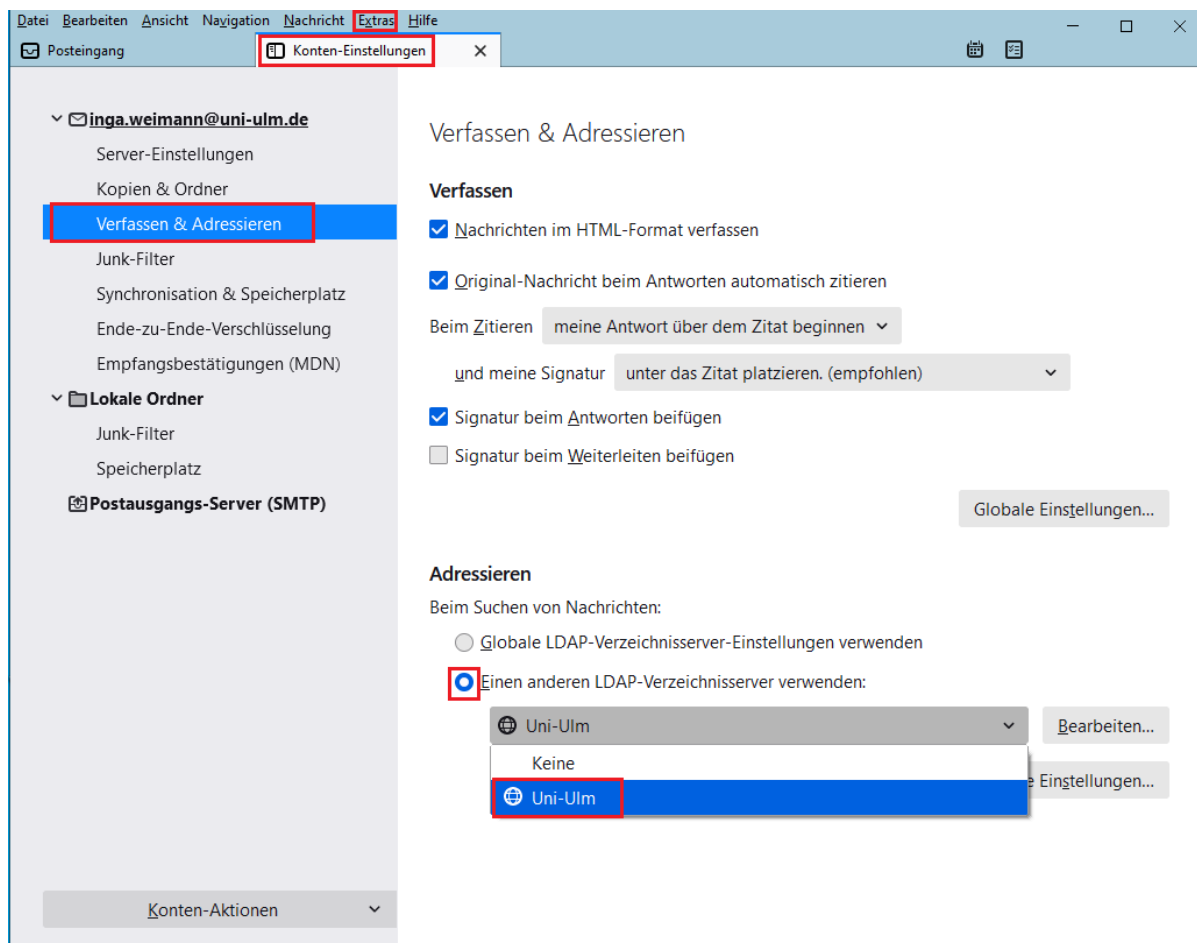 Datei Bearbeiten Ansicht Navigation Nachricht Extras Hilfe
Posteingang Konten-Einstellungen
inga.weimann@uni-ulm.de
Server-Einstellungen
Kopien & Ordner
Verfassen & Adressieren
Junk-Filter
Synchronisation & Speicherplatz
Ende-zu-Ende-Verschlüsselung
Empfangsbestätigungen (MDN)
Lokale Ordner
Junk-Filter
Speicherplatz
Postausgangs-Server (SMTP)
Konten-Aktionen
Verfassen & Adressieren
Verfassen
Nachrichten im HTML-Format verfassen
Original-Nachricht beim Antworten automatisch zitieren
Beim Zitieren meine Antwort über dem Zitat beginnen
und meine Signatur unter das Zitat platzieren. (empfohlen)
Signatur beim Antworten beifügen
Signatur beim Weiterleiten beifügen
Globale Einstellungen...
Adressieren
Beim Suchen von Nachrichten:
Globale LDAP-Verzeichnisserver-Einstellungen verwenden
Einen anderen LDAP-Verzeichnisserver verwenden:
Uni-Ulm Bearbeiten...
Keine
Einstellungen...
Uni-Ulm